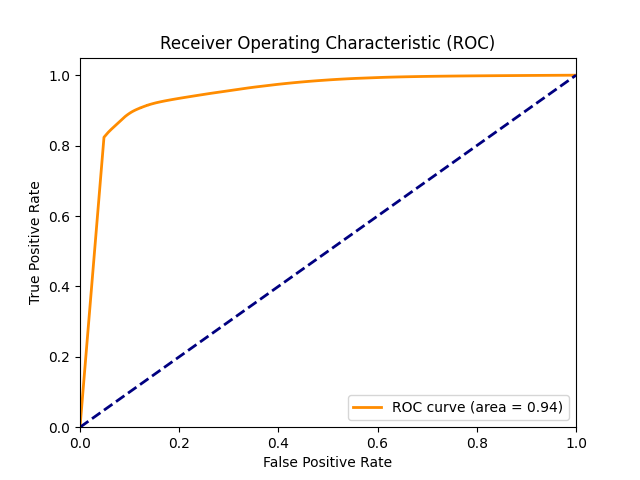 Receiver Operating Characteristic (ROC)
1.0
0.8
0.6
0.4
0.2
0.0
True Positive Rate
ROC curve (area = 0.94)
0.0 0.2 0.4 0.6 0.8 1.0
False Positive Rate